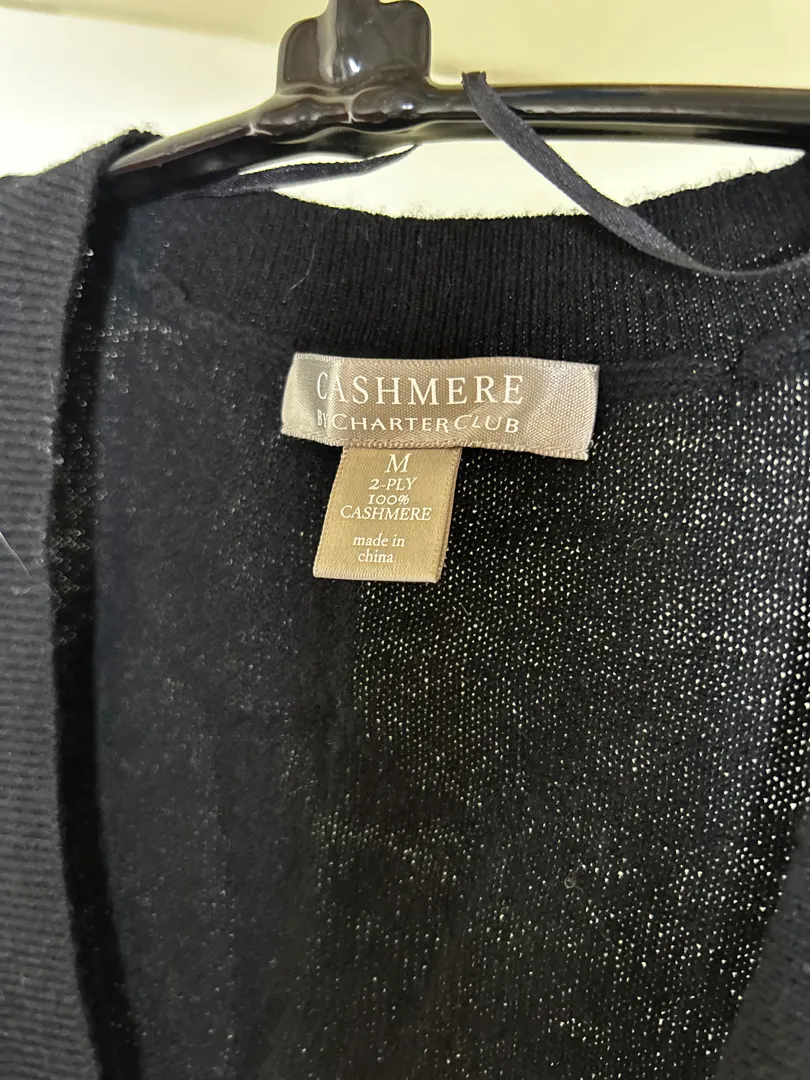 CASHMERE
BY CHARTER CLUB
M
2-PLY
100%
CASHMERE
made in
china